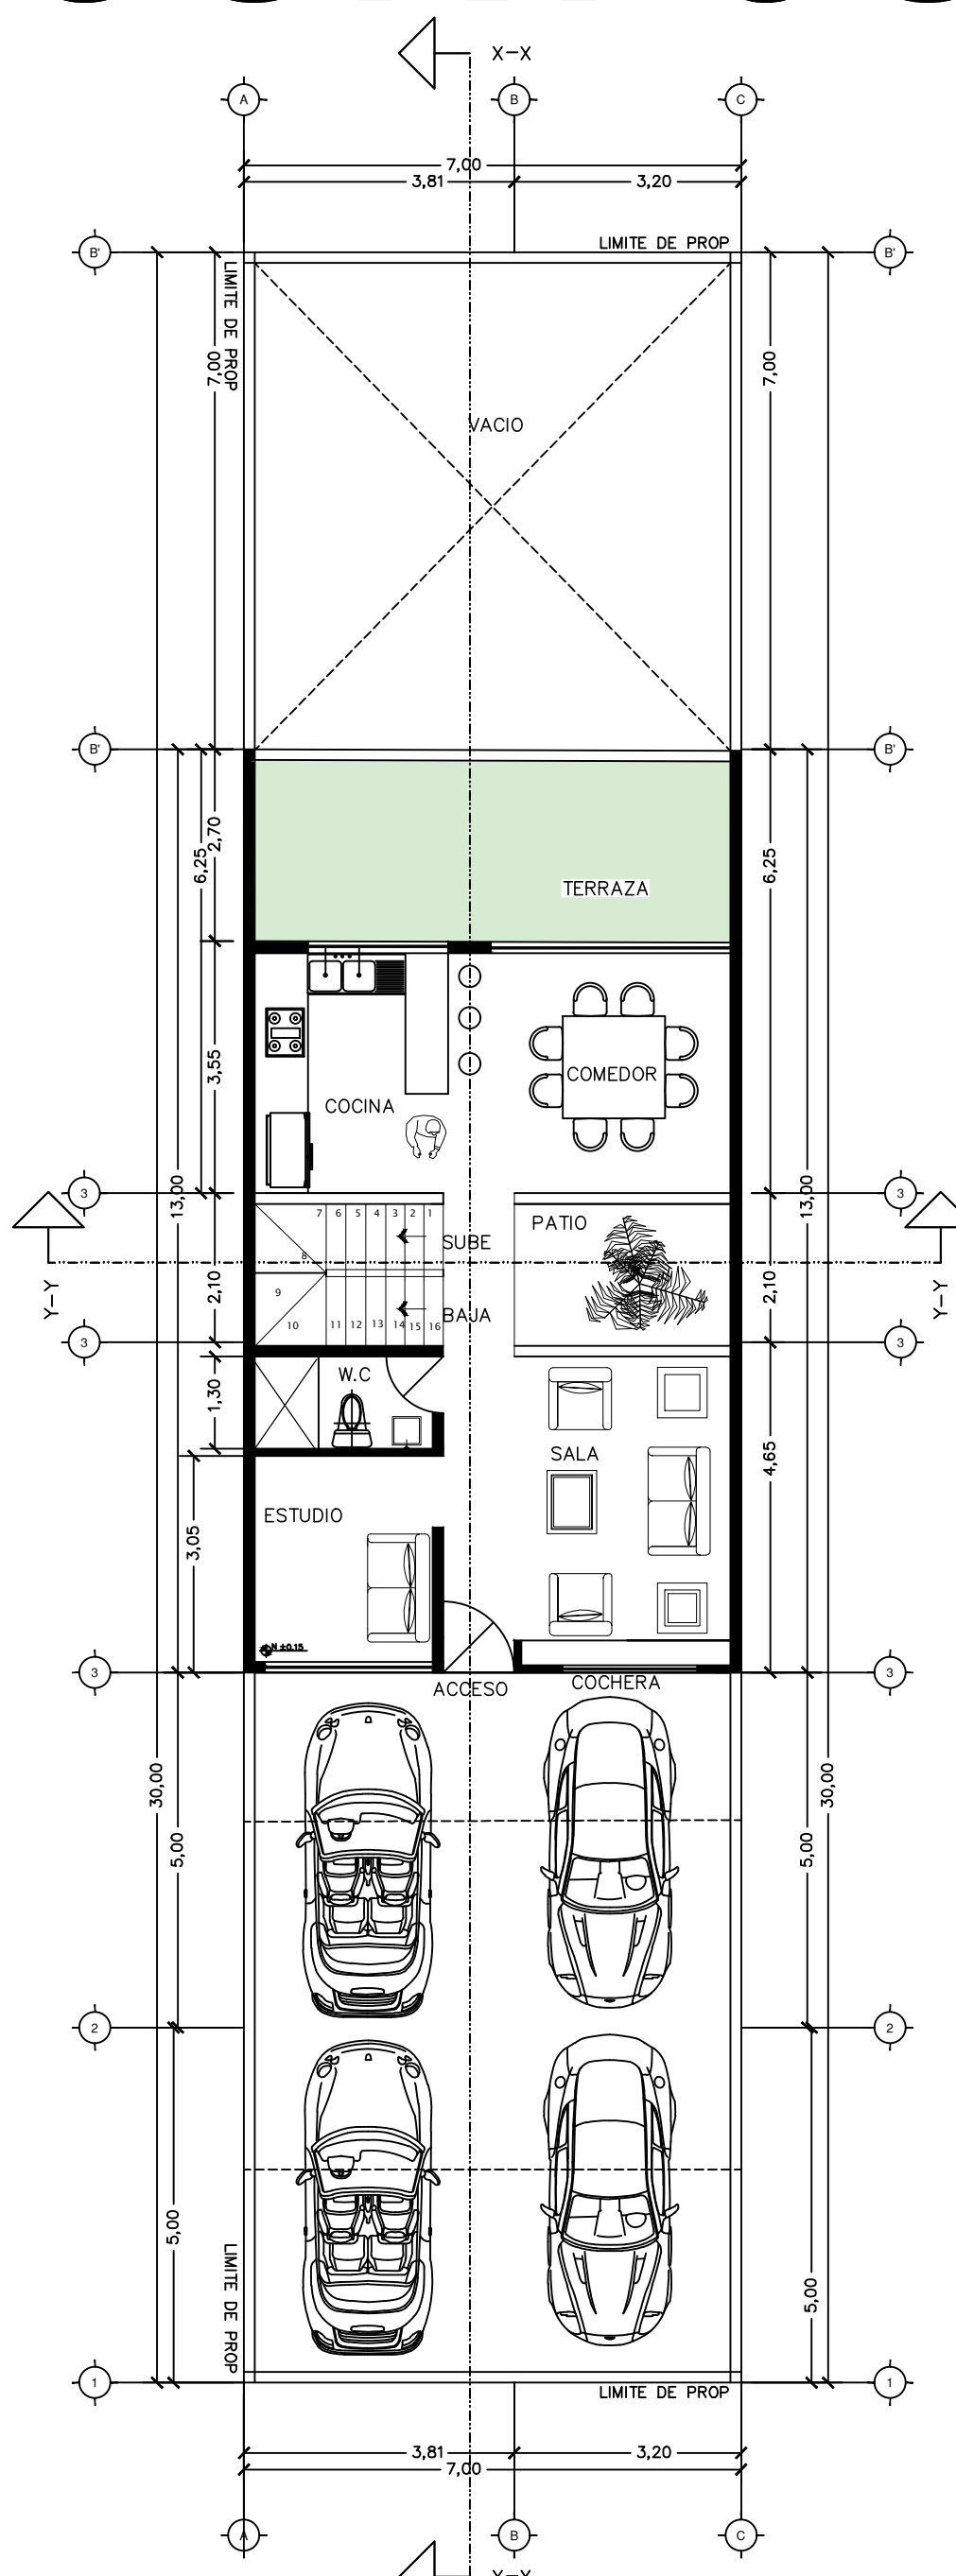 X-X
A
B
C
7,00
3,81
3,20
LIMITE DE PROP
B'
B'
LIMITE DE PROP
7,00
7,00
VACIO
B'
B'
2,70
6,25
6,25
TERRAZA
3,55
COMEDOR
COCINA
13,00
13,00
3
3
PATIO
7 6 5 4 3 2 1
SUBE
8
Y-Y
Y-Y
9
2,10
2,10
BAJA
10 11 12 13 14 15 16
3
3
W.C
1,30
SALA
4,65
ESTUDIO
3,05
N ±0.15
3
3
ACCESO
COCHERA
30,00
30,00
5,00
5,00
2
2
5,00
5,00
LIMITE DE PROP
1
1
LIMITE DE PROP
3,81
3,20
7,00
A
B
C
X-X